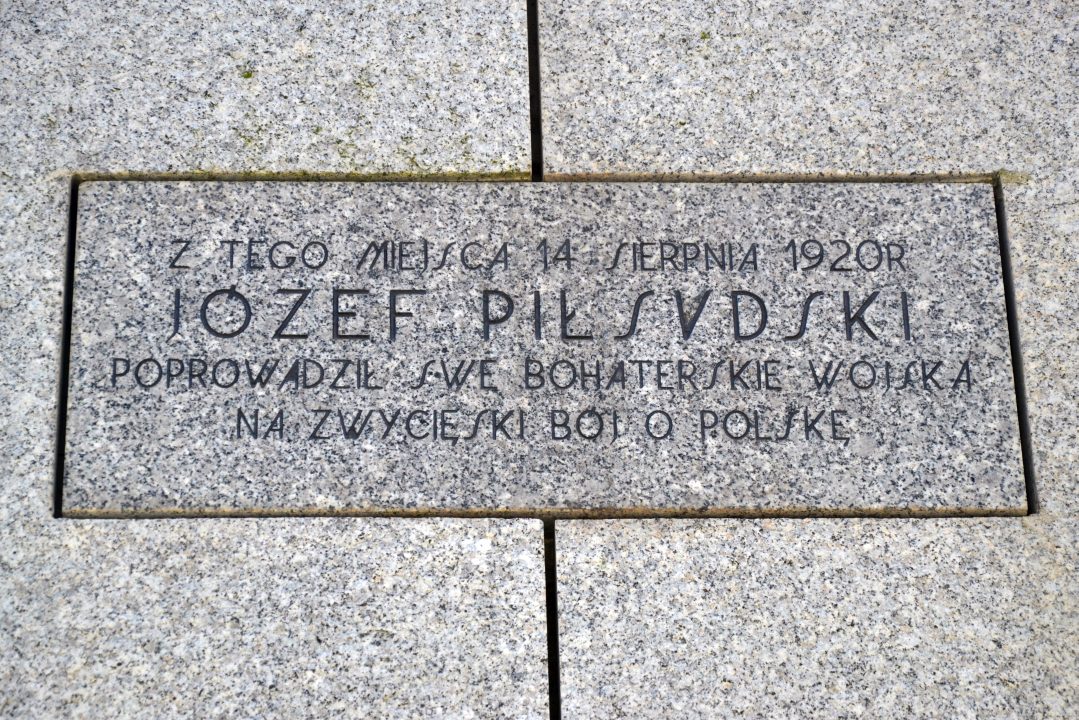 Z TEGO MIEJSCA 14 SIERPNIA 1920R
JÓZEF PIŁSUDSKI
POPROWADZIŁ SWE BOHATERSKIE WOJSKA
NA ZWYCIĘSKI BÓJ O POLSKĘ